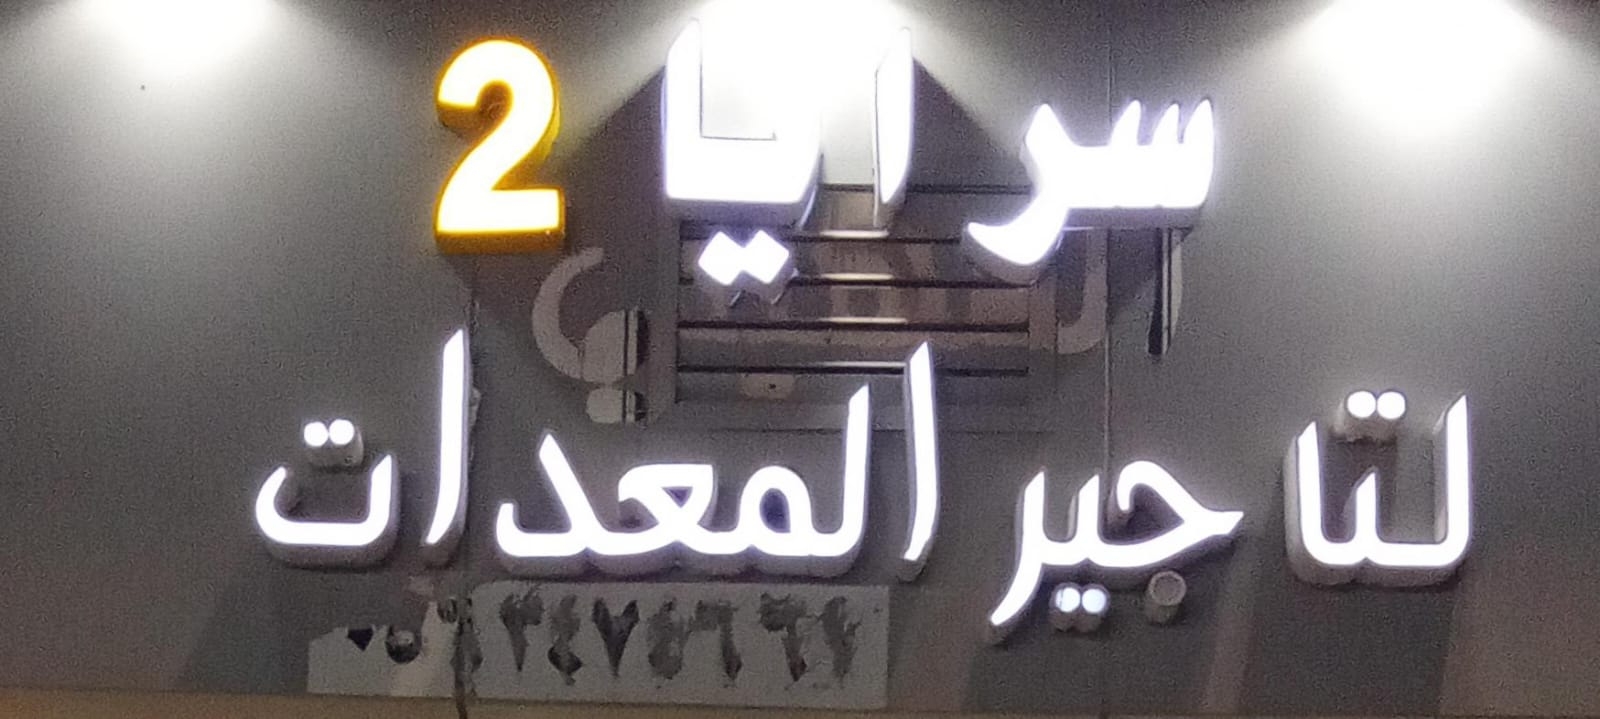 سرايا 2
لتاجير المعدات